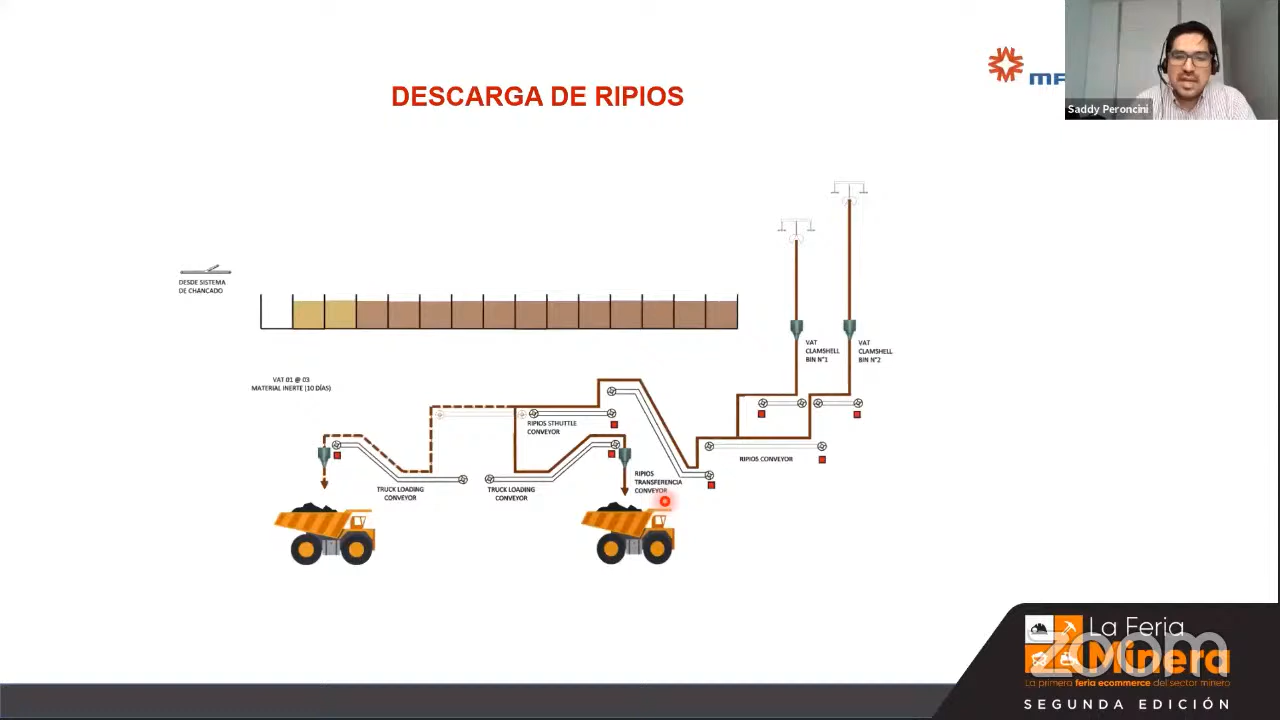 DESCARGA DE RIPIOS
Saddy Peroncini
DESDE SISTEMA
DE CHANCADO
VAT
CLAMSHELL
BIN N°1
VAT
CLAMSHELL
BIN N°2
VAT 01 @ 03
MATERIAL INERTE (10 DÍAS)
RIPIOS STHUTTLE
CONVEYOR
RIPIOS CONVEYOR
RIPIOS
TRANSFERENCIA
CONVEYOR
TRUCK LOADING
CONVEYOR
TRUCK LOADING
CONVEYOR
La Feria
Minera
zoom
La primera feria ecommerce del sector minero
SEGUNDA EDICIÓN